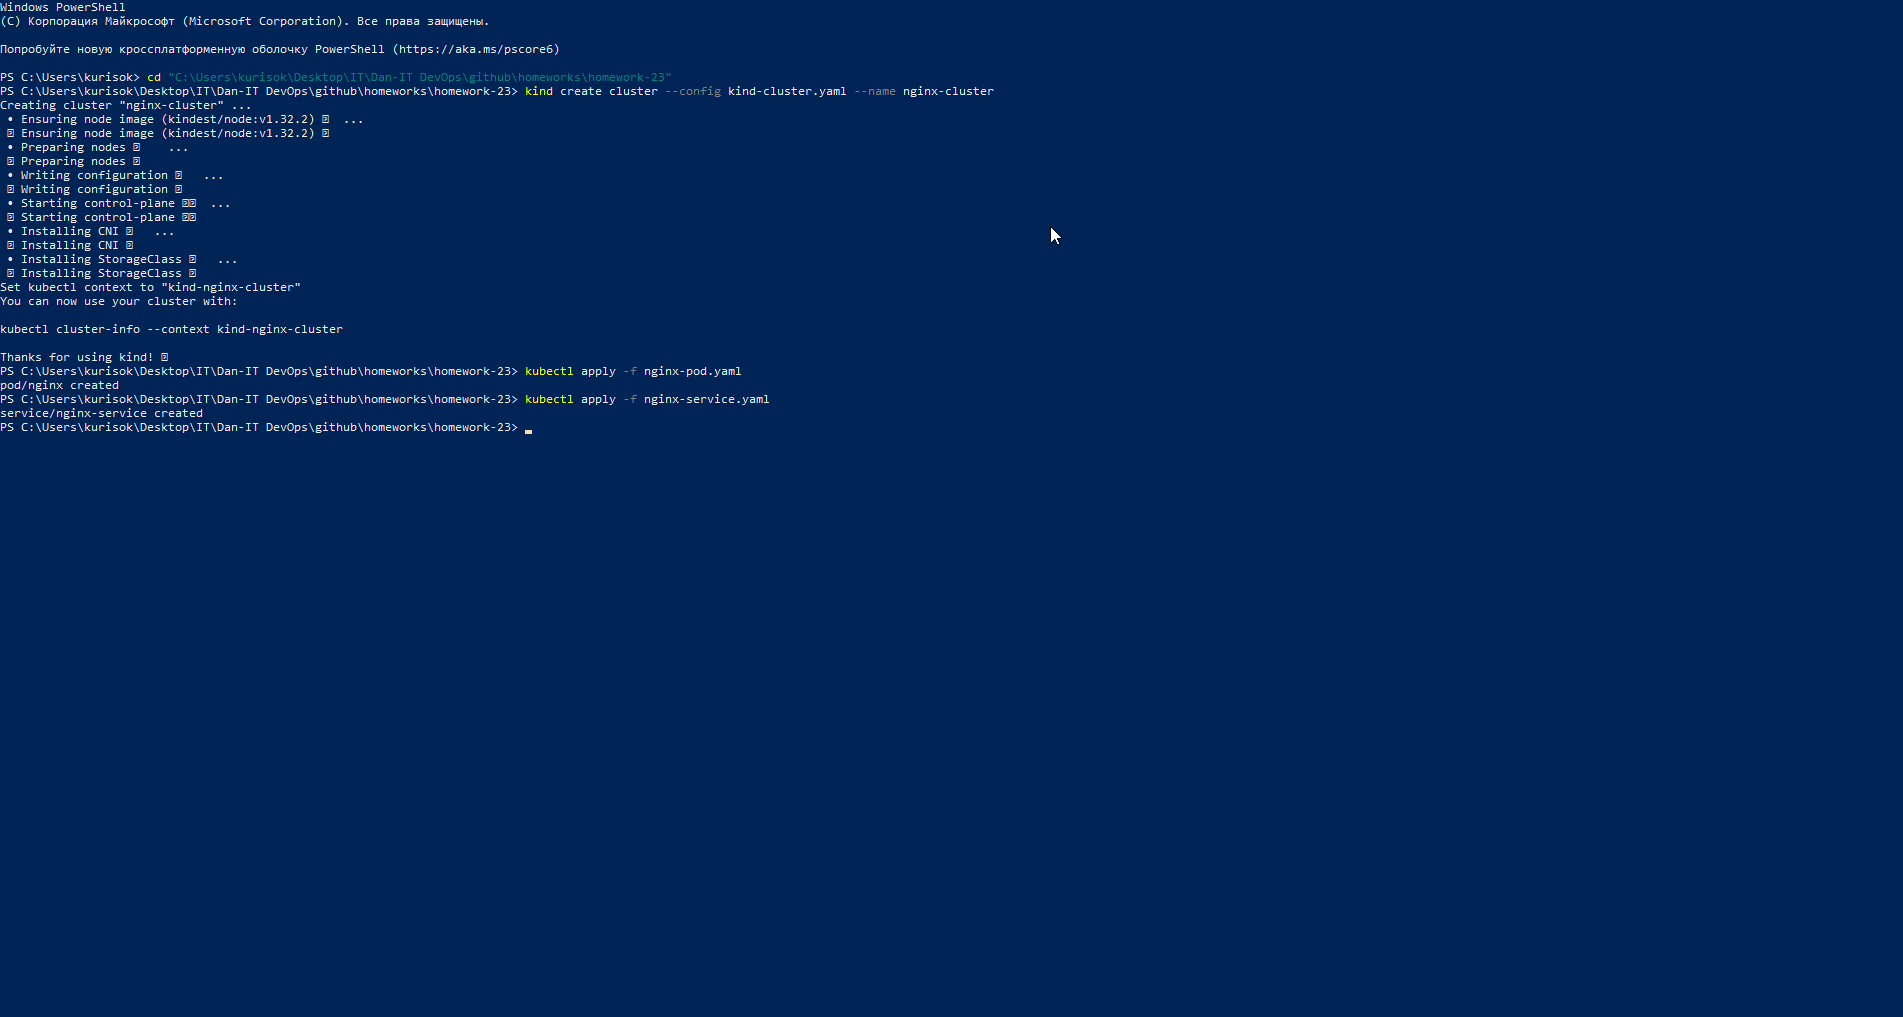 Windows PowerShell
(C) Корпорация Майкрософт (Microsoft Corporation). Все права защищены.
Попробуйте новую кроссплатформенную оболочку PowerShell (https://aka.ms/pscore6)
PS C:\Users\kurisok> cd "C:\Users\kurisok\Desktop\IT\Dan-IT DevOps\github\homeworks\homework-23"
PS C:\Users\kurisok\Desktop\IT\Dan-IT DevOps\github\homeworks\homework-23> kind create cluster --config kind-cluster.yaml --name nginx-cluster
Creating cluster "nginx-cluster" ...
• Ensuring node image (kindest/node:v1.32.2) ...
Ensuring node image (kindest/node:v1.32.2)
• Preparing nodes ...
Preparing nodes
• Writing configuration ...
Writing configuration
• Starting control-plane ...
Starting control-plane
• Installing CNI ...
Installing CNI
• Installing StorageClass ...
Installing StorageClass
Set kubectl context to "kind-nginx-cluster"
You can now use your cluster with:
kubectl cluster-info --context kind-nginx-cluster
Thanks for using kind!
PS C:\Users\kurisok\Desktop\IT\Dan-IT DevOps\github\homeworks\homework-23> kubectl apply -f nginx-pod.yaml
pod/nginx created
PS C:\Users\kurisok\Desktop\IT\Dan-IT DevOps\github\homeworks\homework-23> kubectl apply -f nginx-service.yaml
service/nginx-service created
PS C:\Users\kurisok\Desktop\IT\Dan-IT DevOps\github\homeworks\homework-23>